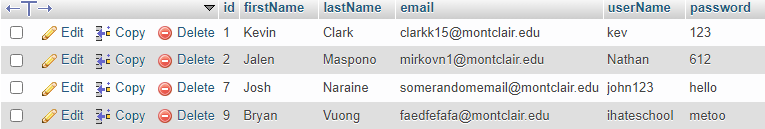 id firstName lastName email userName password
Edit Copy Delete 1 Kevin Clark clarkk15@montclair.edu kev 123
Edit Copy Delete 2 Jalen Maspono mirkovn1@montclair.edu Nathan 612
Edit Copy Delete 7 Josh Naraine somerandomemail@montclair.edu john123 hello
Edit Copy Delete 9 Bryan Vuong faedfefafa@montclair.edu ihateschool metoo